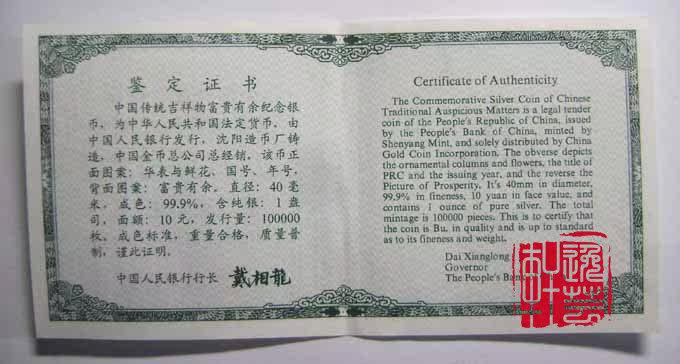 鉴定证书
中国传统吉祥物富贵有余纪念银
币，为中华人民共和国法定货币。由
中国人民银行发行，沈阳造币厂铸
造，中国金币总公司总经销。该币正
面图案：华表与鲜花、国号、年号，
背面图案：富贵有余。直径：40毫
米，成色：99.9%，含纯银：1盎
司，面额：10元，发行量：100000
枚。成色标准，重量合格，质量普
制，谨此证明。
中国人民银行行长 戴相龍
Certificate of Authenticity
The Commemorative Silver Coin of Chinese
Traditional Auspicious Matters is a legal tender
coin of the People's Republic of China, issued
by the People's Bank of China, minted by
Shenyang Mint, and solely distributed by China
Gold Coin Incorporation. The obverse depicts
the ornamental columns and flowers, the title of
PRC and the issuing year, and the reverse the
Picture of Prosperity. It's 40mm in diameter,
99.9% in fineness, 10 yuan in face value, and
contains 1 ounce of pure silver. The total
mintage is 100000 pieces. This is to certify that
the coin is Bu. in quality and is up to standard
as to its fineness and weight.
Dai Xianglong
Governor
The People's Bank